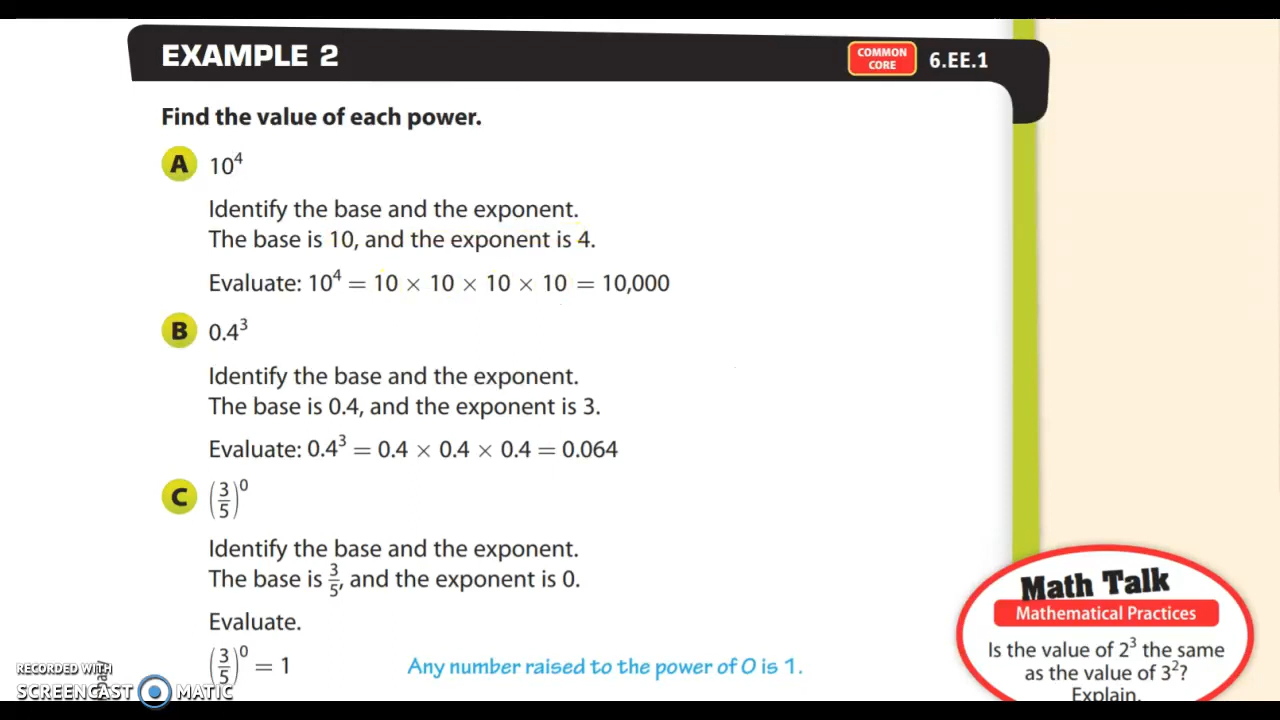 EXAMPLE 2
COMMON
CORE
6.EE.1
Find the value of each power.
A 10⁴
Identify the base and the exponent.
The base is 10, and the exponent is 4.
Evaluate: 10⁴ = 10 × 10 × 10 × 10 = 10,000
B 0.4³
Identify the base and the exponent.
The base is 0.4, and the exponent is 3.
Evaluate: 0.4³ = 0.4 × 0.4 × 0.4 = 0.064
C (3/5)⁰
Identify the base and the exponent.
The base is 3/5, and the exponent is 0.
Evaluate.
(3/5)⁰ = 1 Any number raised to the power of 0 is 1.
Math Talk
Mathematical Practices
Is the value of 2³ the same
as the value of 3²?
Explain.
RECORDED WITH
SCREENCAST MATIC